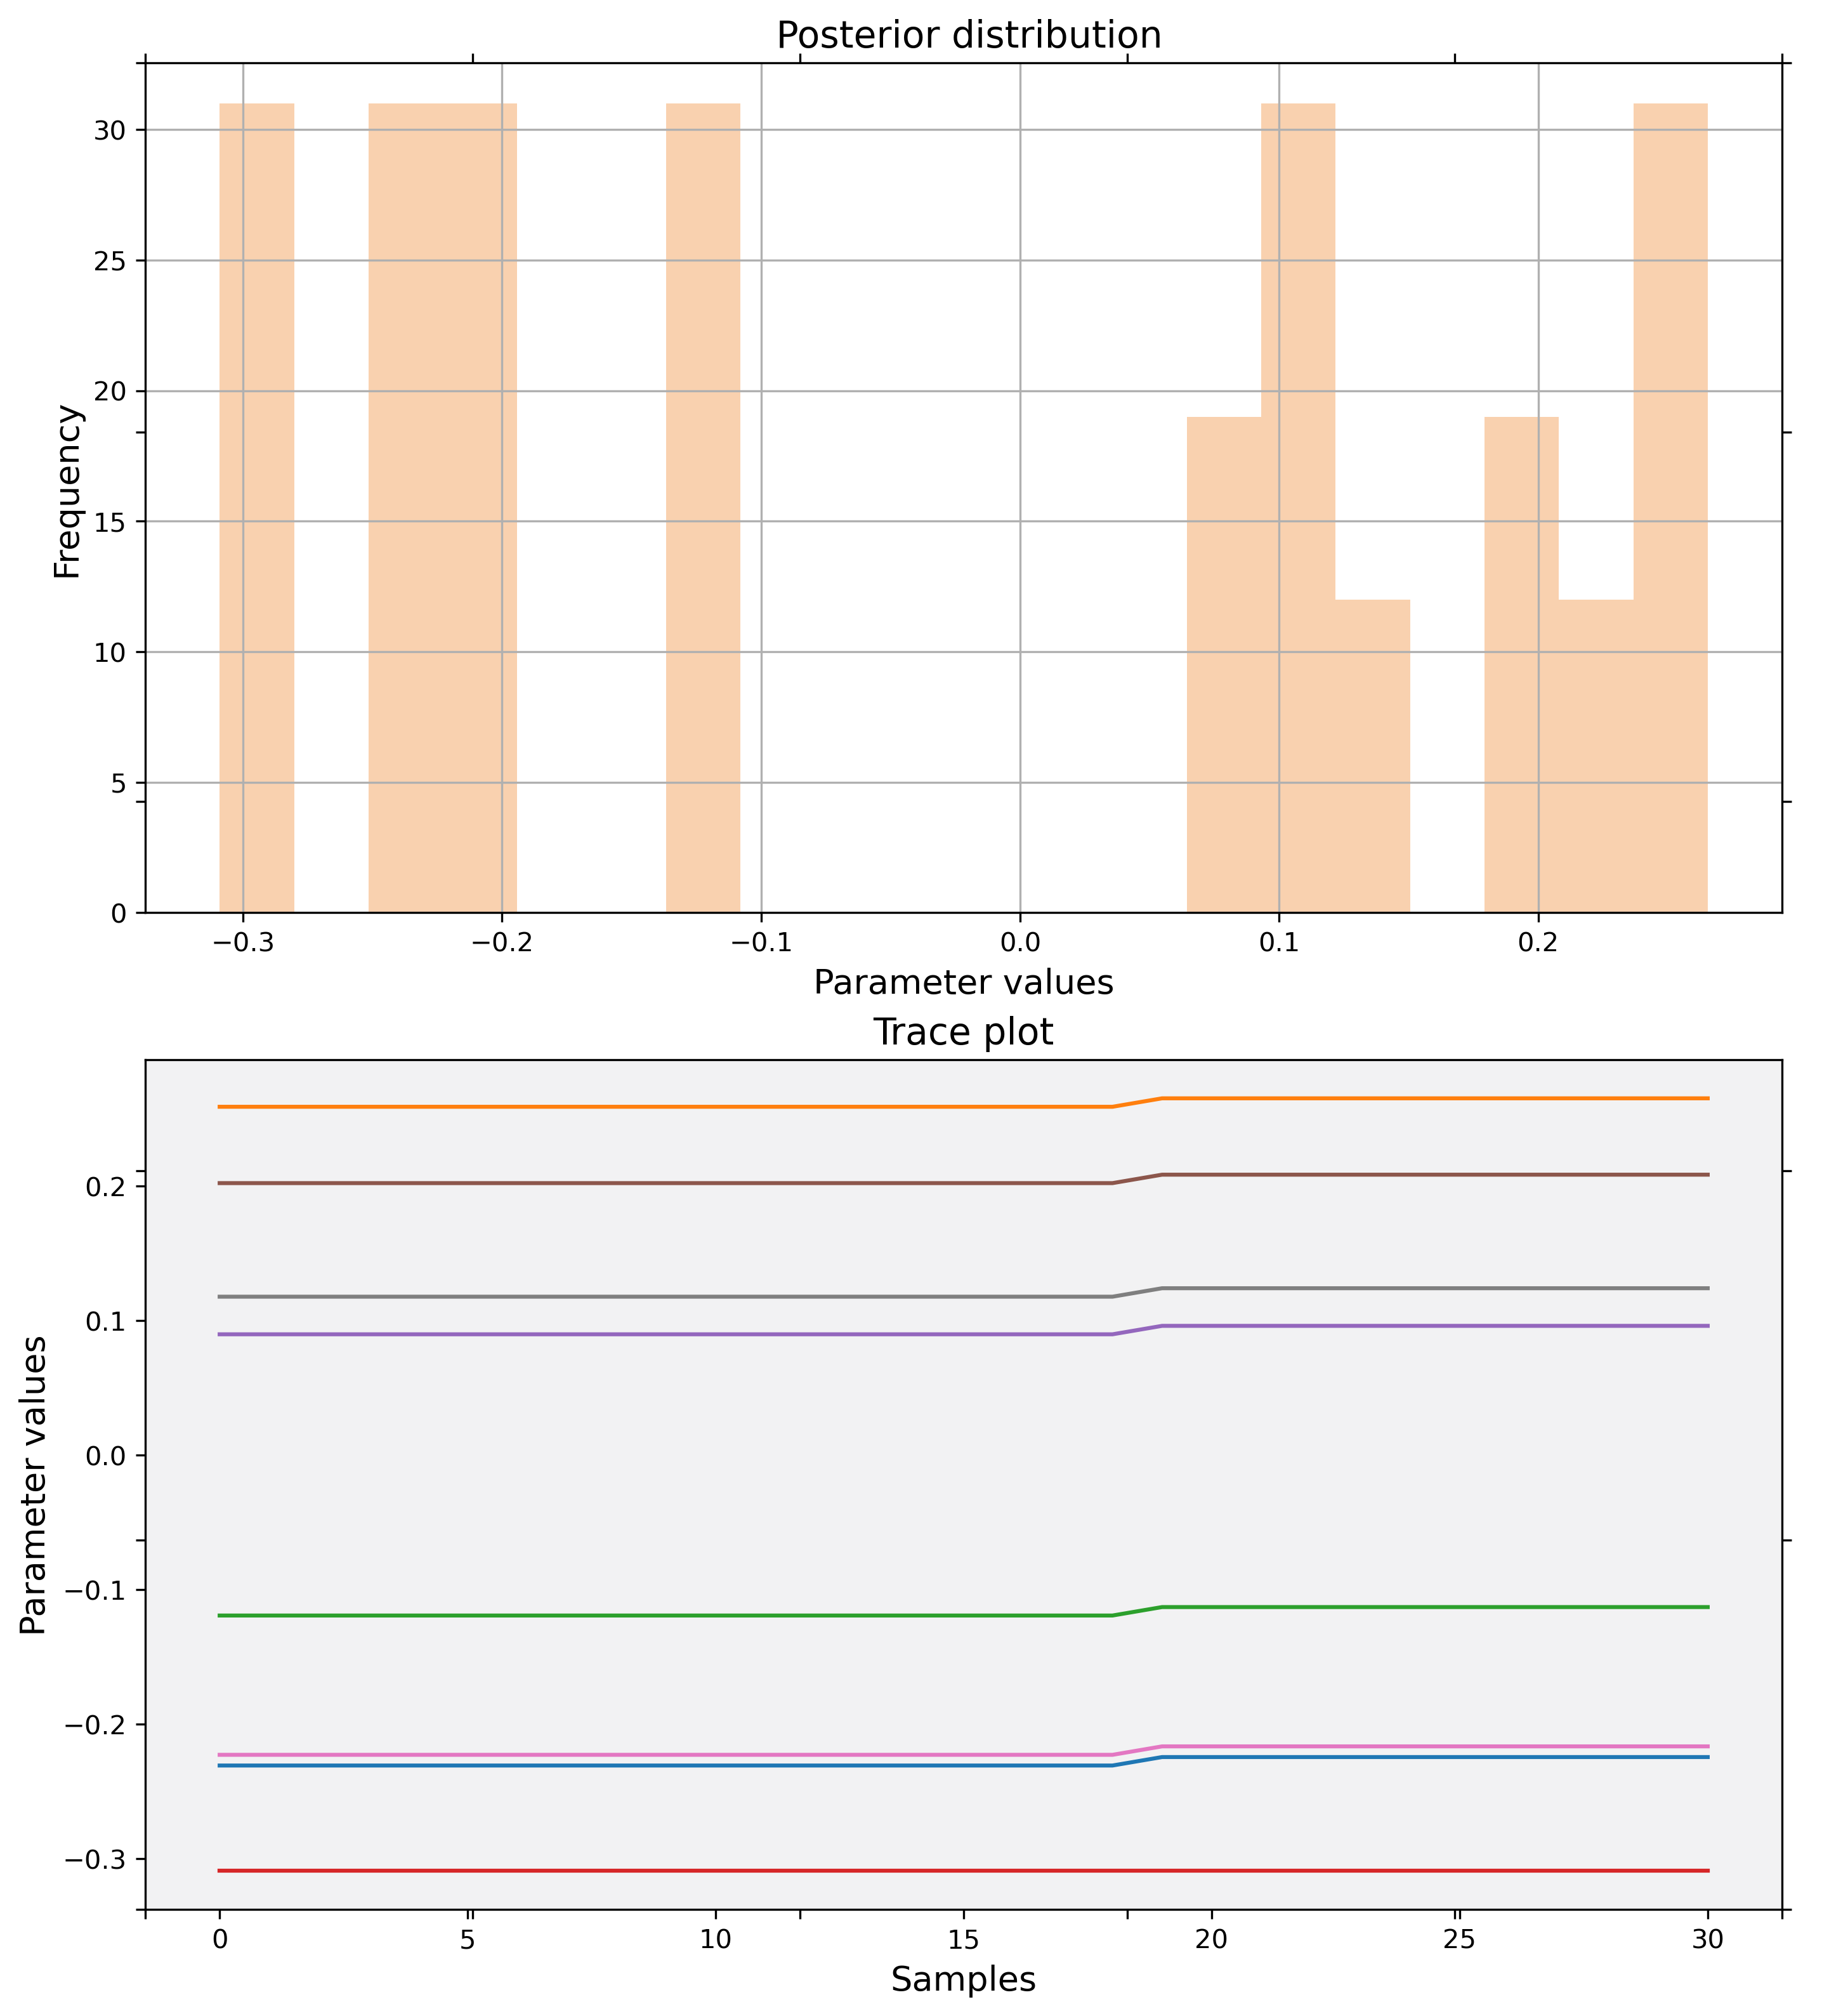 Posterior distribution
30
25
20
15
10
5
0
Frequency
−0.3 −0.2 −0.1 0.0 0.1 0.2
Parameter values
Trace plot
0.2
0.1
0.0
−0.1
−0.2
−0.3
Parameter values
0 5 10 15 20 25 30
Samples